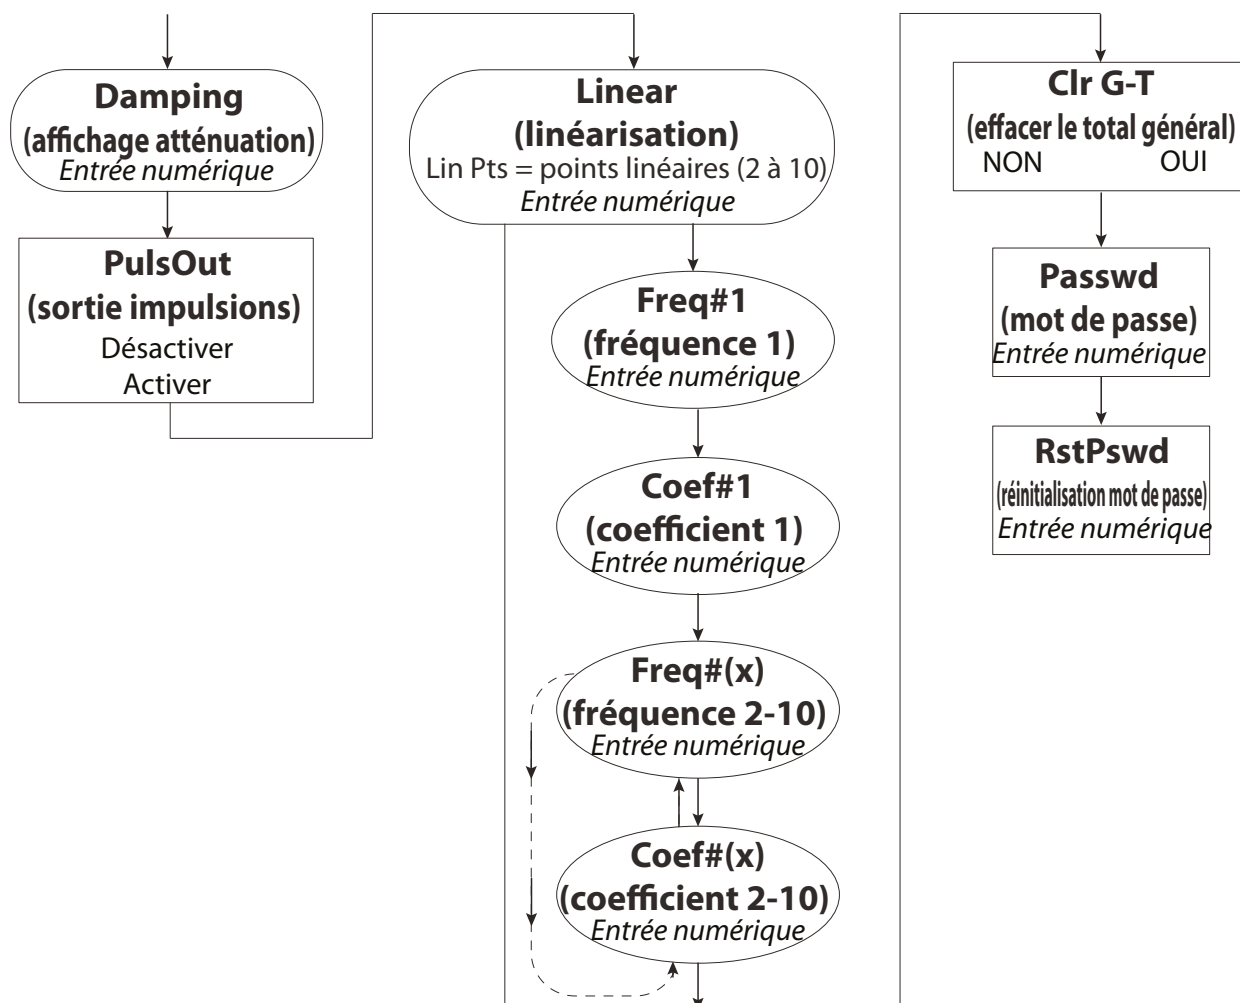 Damping
(affichage atténuation)
Entrée numérique
PulsOut
(sortie impulsions)
Désactiver
Activer
Linear
(linéarisation)
Lin Pts = points linéaires (2 à 10)
Entrée numérique
Freq#1
(fréquence 1)
Entrée numérique
Coef#1
(coefficient 1)
Entrée numérique
Freq#(x)
(fréquence 2-10)
Entrée numérique
Coef#(x)
(coefficient 2-10)
Entrée numérique
Clr G-T
(effacer le total général)
NON OUI
Passwd
(mot de passe)
Entrée numérique
RstPswd
(réinitialisation mot de passe)
Entrée numérique